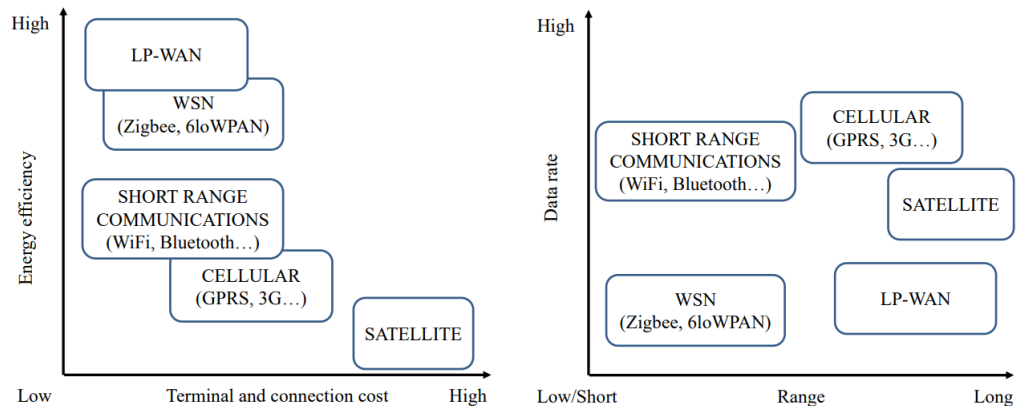 High
LP-WAN
WSN
(Zigbee, 6loWPAN)
Energy efficiency
SHORT RANGE
COMMUNICATIONS
(WiFi, Bluetooth…)
CELLULAR
(GPRS, 3G…)
SATELLITE
Low
Terminal and connection cost
High
High
CELLULAR
(GPRS, 3G…)
SHORT RANGE
COMMUNICATIONS
(WiFi, Bluetooth…)
Data rate
SATELLITE
WSN
(Zigbee, 6loWPAN)
LP-WAN
Low/Short
Range
Long